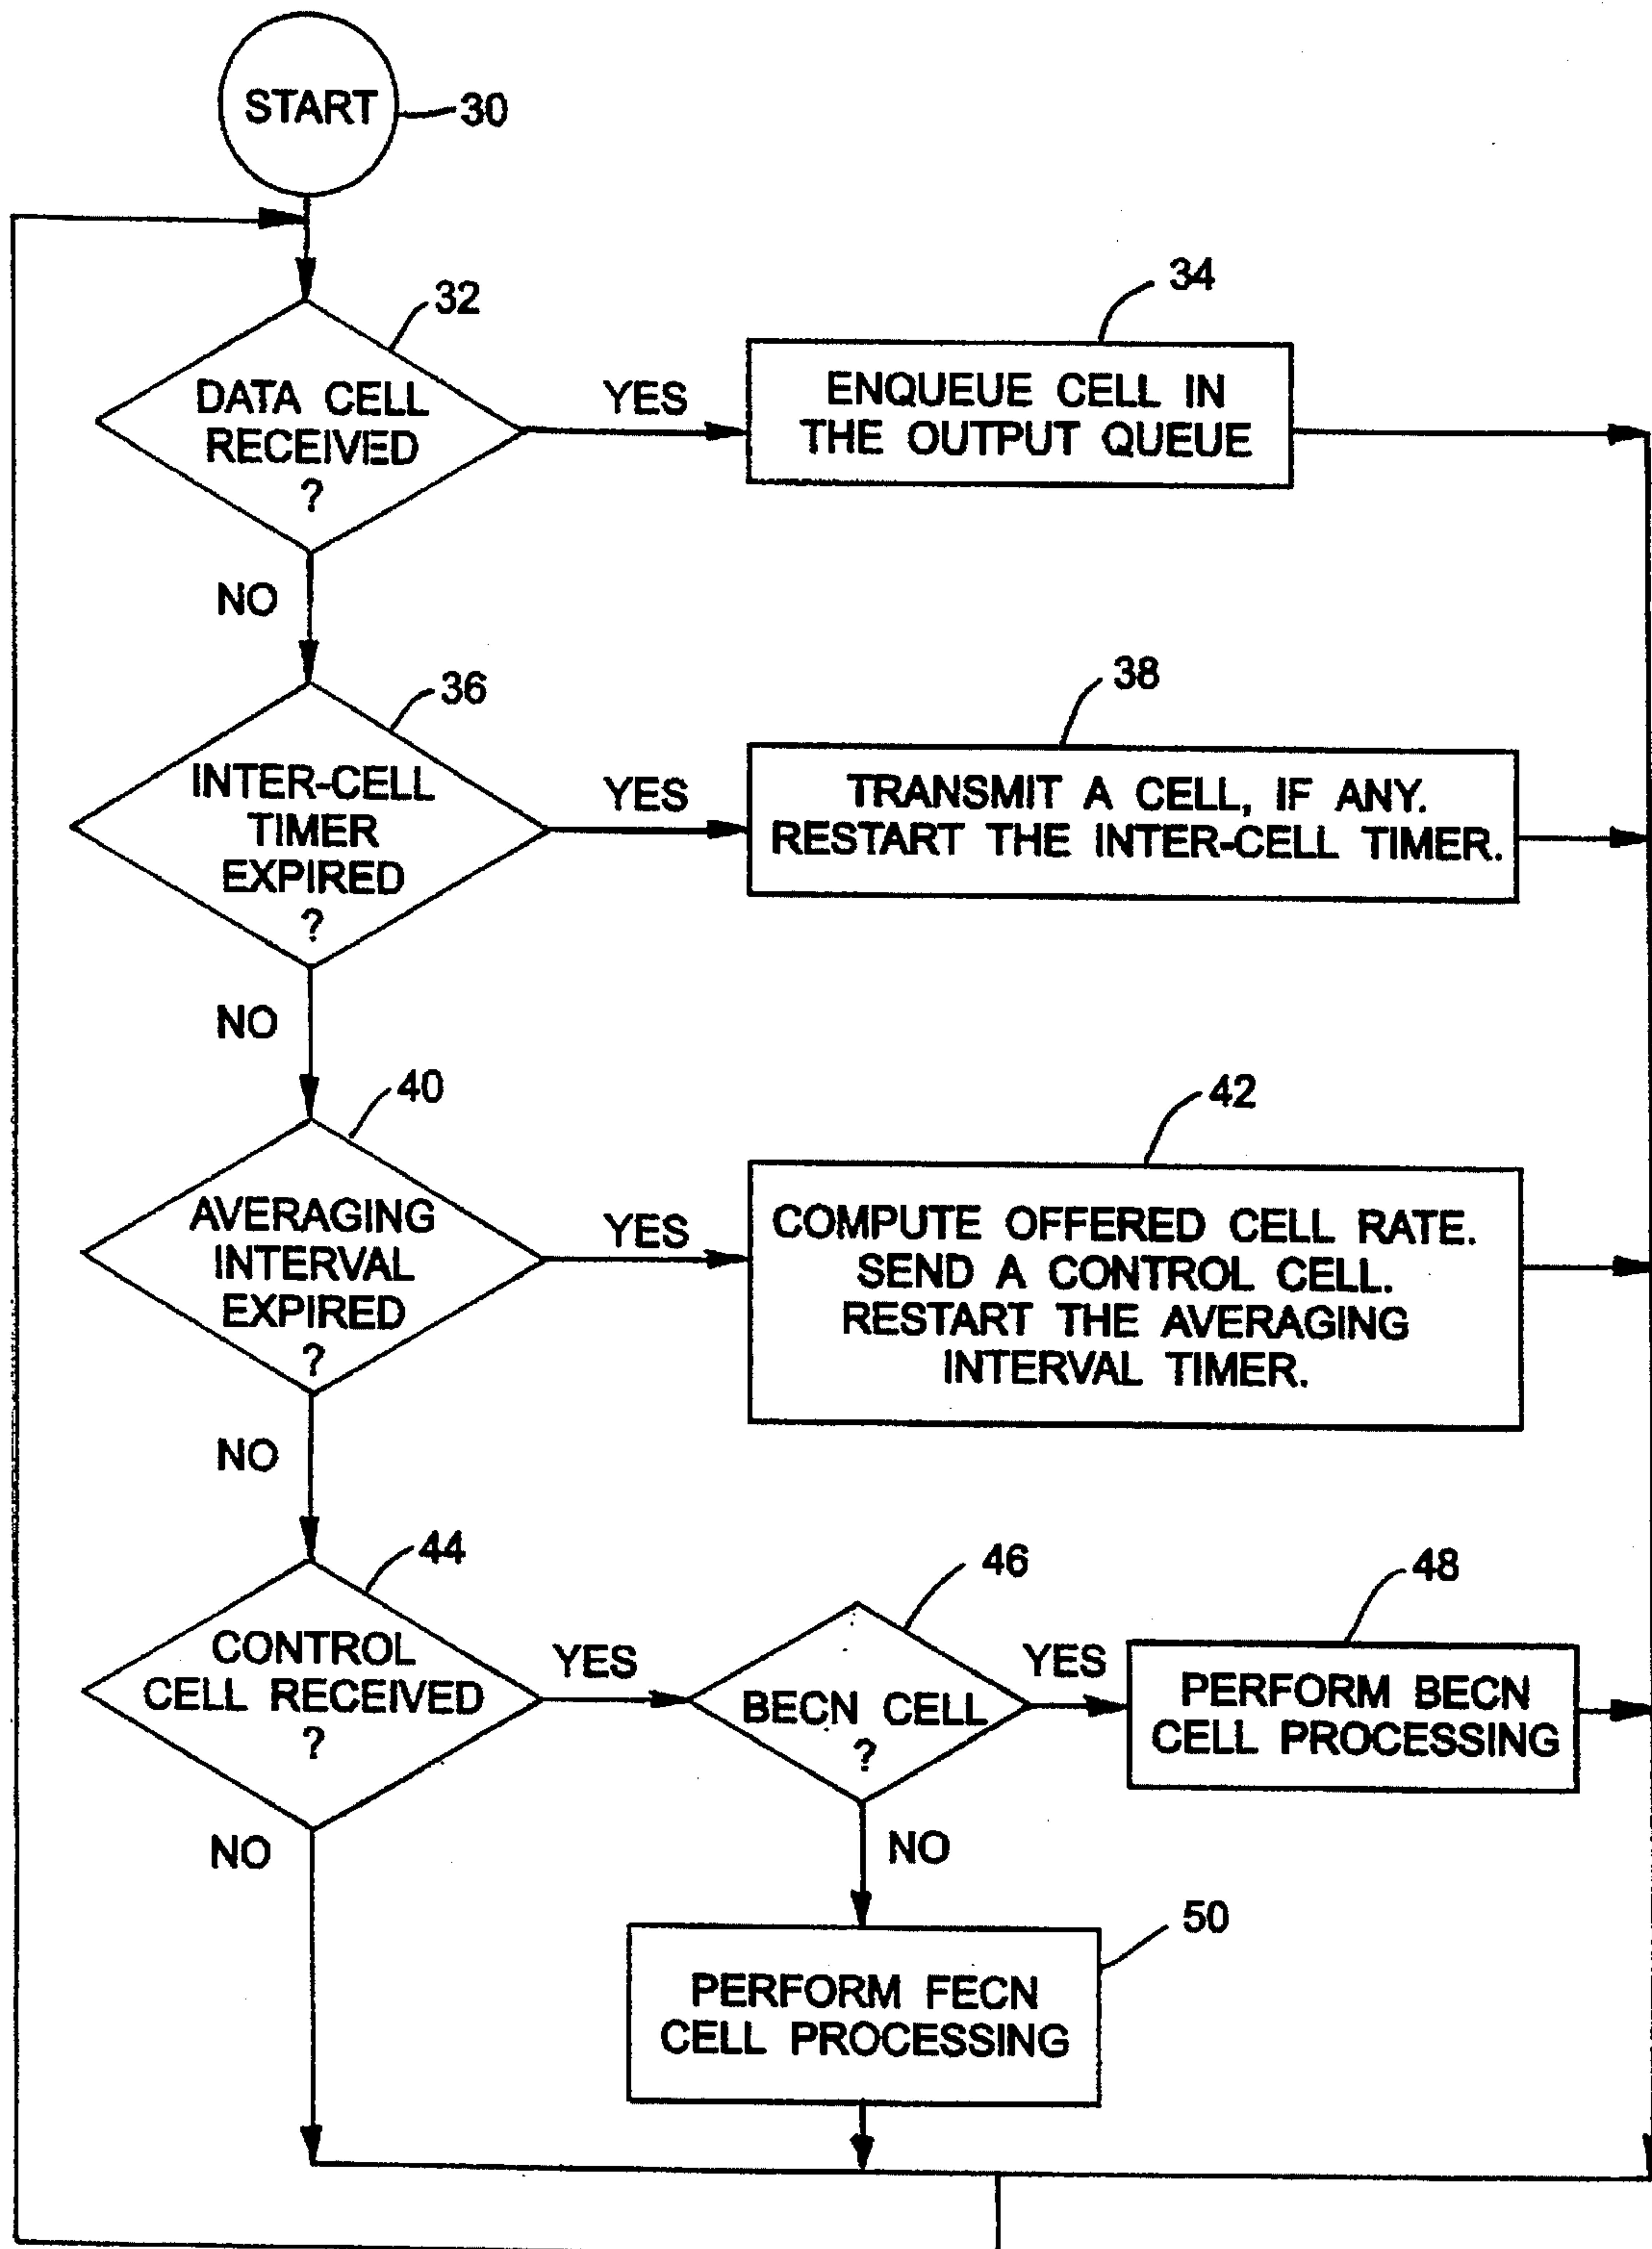 START
30
32
DATA CELL
RECEIVED
?
YES
34
ENQUEUE CELL IN
THE OUTPUT QUEUE
NO
36
INTER-CELL
TIMER
EXPIRED
?
YES
38
TRANSMIT A CELL, IF ANY.
RESTART THE INTER-CELL TIMER.
NO
40
AVERAGING
INTERVAL
EXPIRED
?
YES
42
COMPUTE OFFERED CELL RATE.
SEND A CONTROL CELL.
RESTART THE AVERAGING
INTERVAL TIMER.
NO
44
CONTROL
CELL RECEIVED
?
YES
46
BECN CELL
?
YES
48
PERFORM BECN
CELL PROCESSING
NO
NO
50
PERFORM FECN
CELL PROCESSING